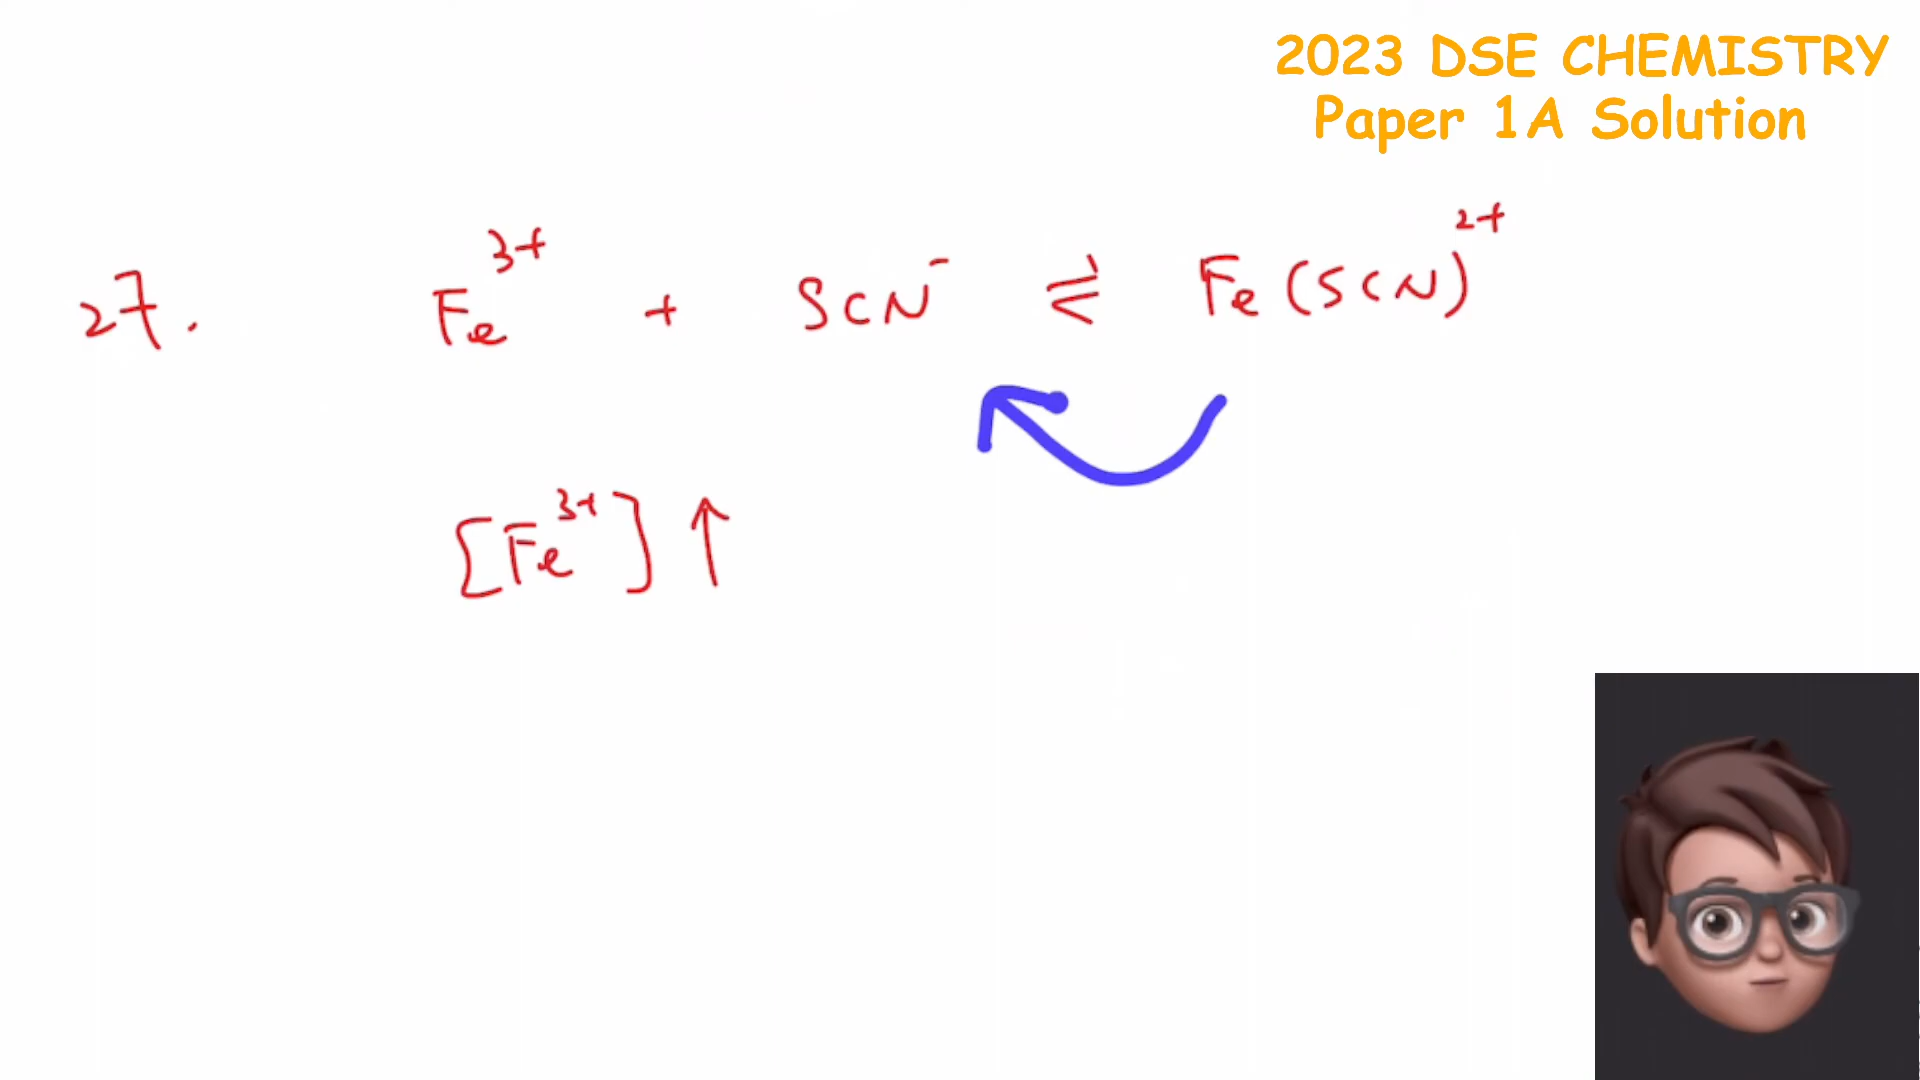 2023 DSE CHEMISTRY
Paper 1A Solution
27. Fe³⁺ + SCN⁻ ⇌ Fe(SCN)²⁺
[Fe³⁺] ↑